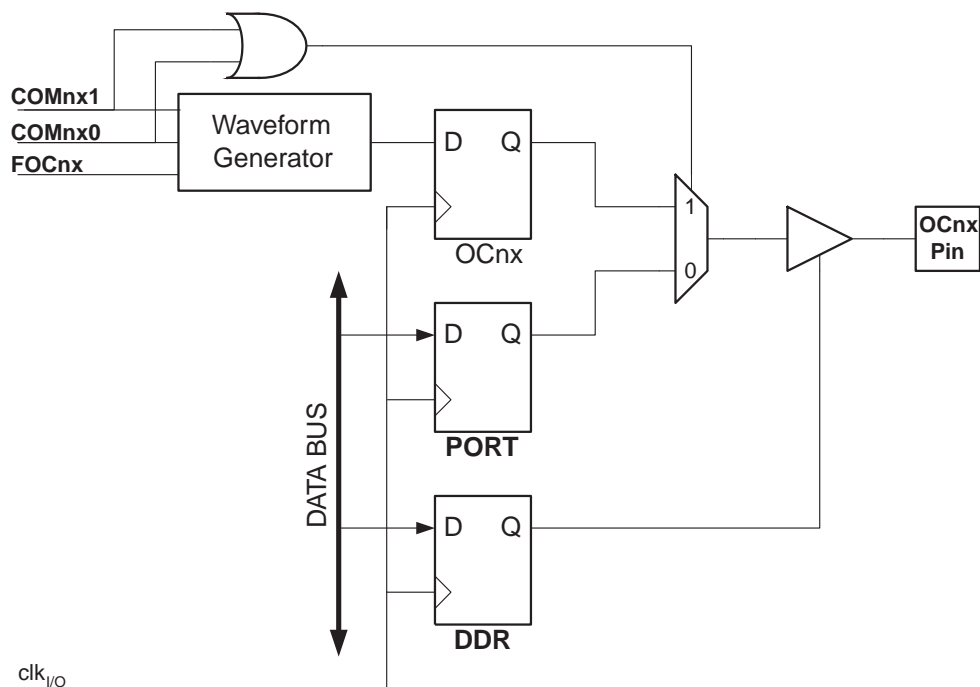 COMnx1
COMnx0
FOCnx
Waveform
Generator
D Q
OCnx
1
0
OCnx
Pin
D Q
PORT
DATA BUS
D Q
DDR
clkI/O